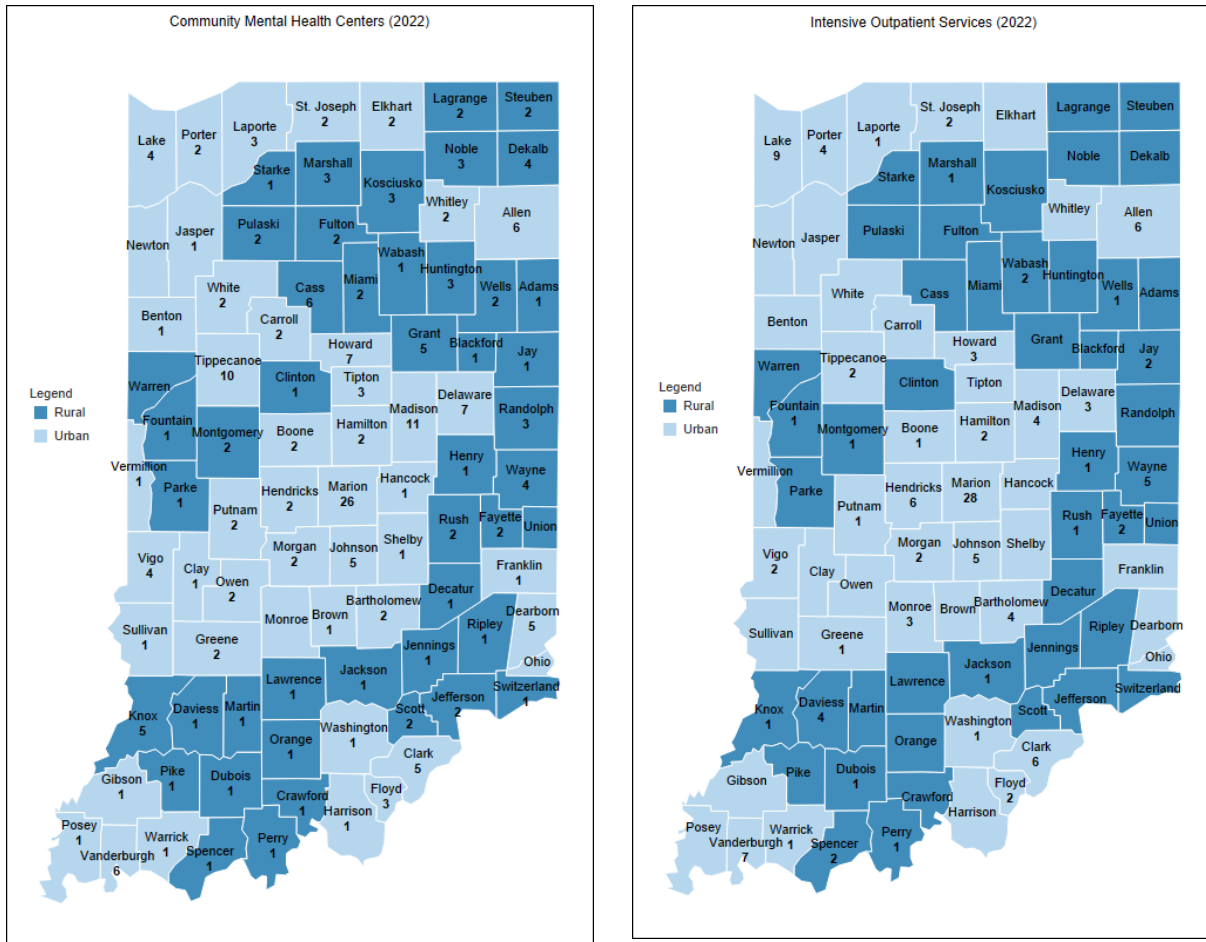 Community Mental Health Centers (2022)
Lagrange
2
Steuben
2
St. Joseph
2
Elkhart
2
Laporte
3
Porter
2
Lake
4
Noble
3
Dekalb
4
Marshall
3
Starke
1
Kosciusko
3
Whitley
2
Allen
6
Pulaski
2
Fulton
2
Jasper
1
Newton
Wabash
1
Huntington
3
Miami
2
Cass
6
Wells
2
Adams
1
White
2
Benton
1
Carroll
2
Grant
5
Blackford
1
Jay
1
Howard
7
Tippecanoe
10
Warren
Clinton
1
Tipton
3
Madison
11
Delaware
7
Randolph
3
Legend
Rural
Urban
Fountain
1
Montgomery
2
Boone
2
Hamilton
2
Henry
1
Wayne
4
Vermillion
1
Parke
1
Putnam
2
Hendricks
2
Marion
26
Hancock
1
Rush
2
Fayette
2
Union
Morgan
2
Johnson
5
Shelby
1
Franklin
1
Vigo
4
Clay
1
Owen
2
Decatur
1
Bartholomew
2
Brown
1
Monroe
Dearborn
5
Ripley
1
Sullivan
1
Greene
2
Jennings
1
Ohio
Jackson
1
Lawrence
1
Switzerland
1
Jefferson
2
Scott
2
Knox
5
Daviess
1
Martin
1
Washington
1
Orange
1
Clark
5
Gibson
1
Pike
1
Dubois
1
Floyd
3
Crawford
1
Harrison
1
Posey
1
Vanderburgh
6
Warrick
1
Spencer
1
Perry
1
Intensive Outpatient Services (2022)
Lagrange
Steuben
St. Joseph
2
Elkhart
Laporte
1
Porter
4
Lake
9
Noble
Dekalb
Marshall
1
Starke
Kosciusko
Whitley
Allen
6
Pulaski
Fulton
Jasper
Newton
Wabash
2
Huntington
Miami
Cass
Wells
1
Adams
White
Benton
Carroll
Grant
Blackford
Jay
2
Howard
3
Tippecanoe
2
Warren
Clinton
Tipton
Madison
4
Delaware
3
Randolph
Legend
Rural
Urban
Fountain
1
Montgomery
1
Boone
1
Hamilton
2
Henry
1
Wayne
5
Vermillion
Parke
Putnam
1
Hendricks
6
Marion
28
Hancock
Rush
1
Fayette
2
Union
Morgan
2
Johnson
5
Shelby
Franklin
Vigo
2
Clay
Owen
Decatur
Bartholomew
4
Brown
Monroe
3
Dearborn
Ripley
Sullivan
Greene
1
Jennings
Ohio
Jackson
1
Lawrence
Switzerland
Jefferson
Scott
Knox
1
Daviess
4
Martin
Washington
1
Orange
Clark
6
Gibson
Pike
Dubois
1
Floyd
2
Crawford
Harrison
Posey
Vanderburgh
7
Warrick
1
Spencer
2
Perry
1